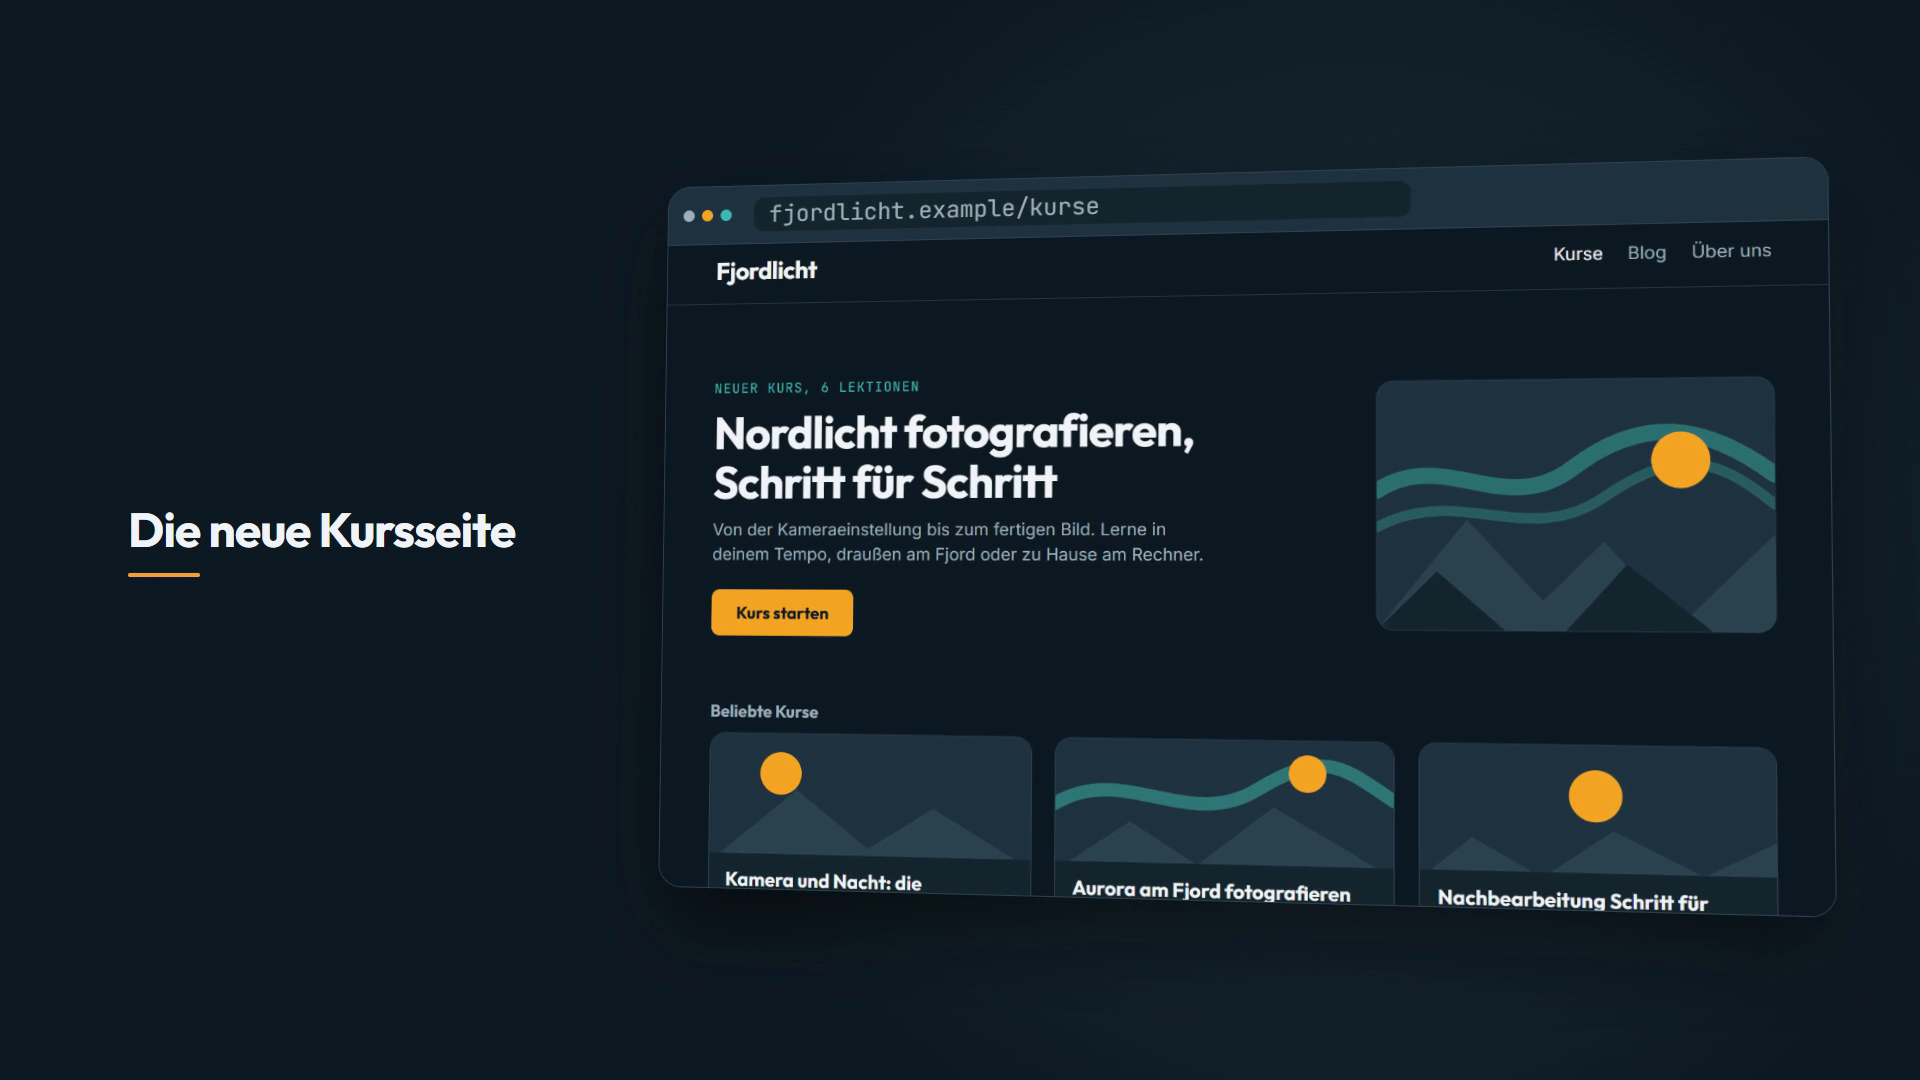 Die neue Kursseite
fjordlicht.example/kurse
Fjordlicht
Kurse Blog Über uns
NEUER KURS, 6 LEKTIONEN
Nordlicht fotografieren,
Schritt für Schritt
Von der Kameraeinstellung bis zum fertigen Bild. Lerne in
deinem Tempo, draußen am Fjord oder zu Hause am Rechner.
Kurs starten
Beliebte Kurse
Kamera und Nacht: die
Aurora am Fjord fotografieren
Nachbearbeitung Schritt für